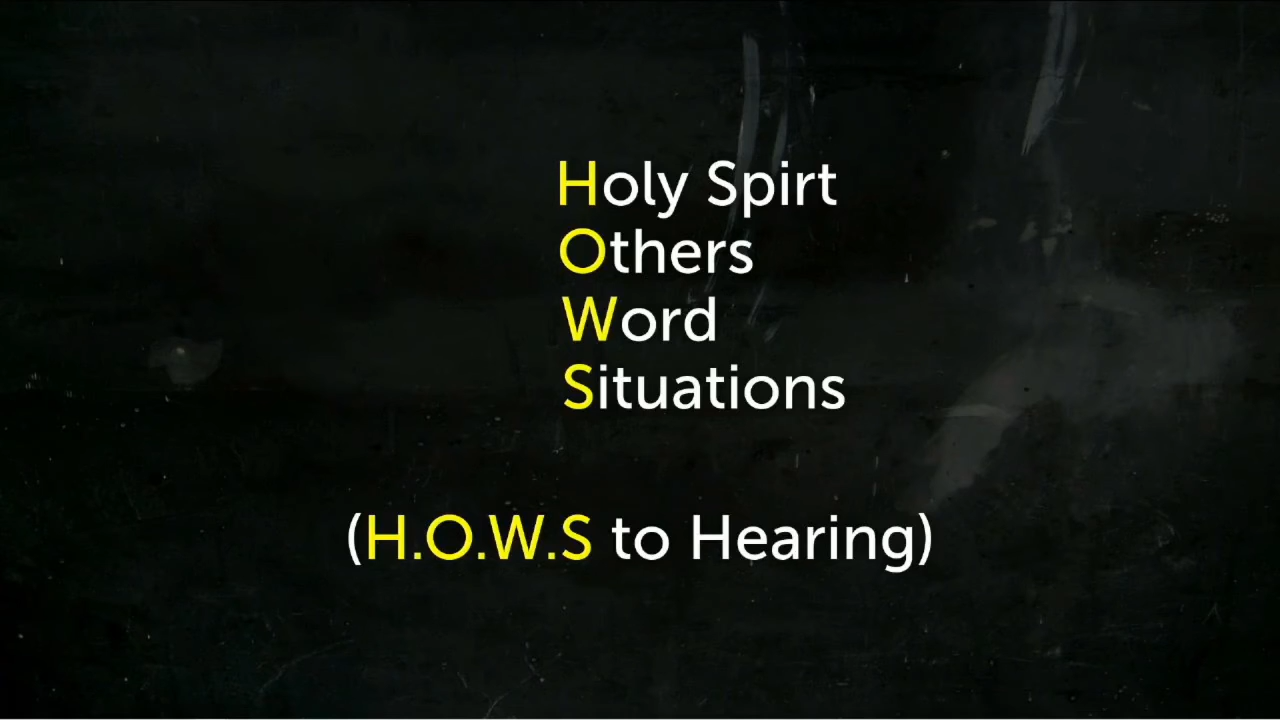 Holy Spirt
Others
Word
Situations
(H.O.W.S to Hearing)